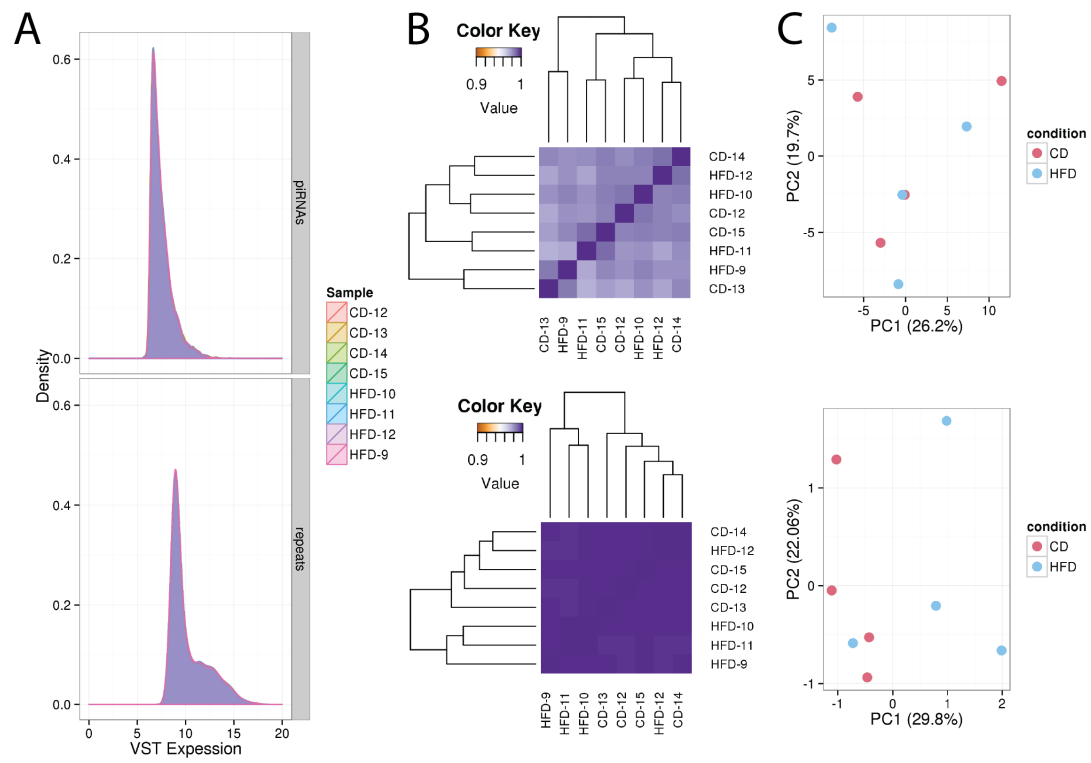 A
0.6
0.4
0.2
0.0
piRNAs
Density
0.6
0.4
0.2
0.0
repeats
0 5 10 15 20
VST Expession
Sample
CD-12
CD-13
CD-14
CD-15
HFD-10
HFD-11
HFD-12
HFD-9
B
Color Key
0.9 1
Value
CD-14
HFD-12
HFD-10
CD-12
CD-15
HFD-11
HFD-9
CD-13
CD-13 HFD-9 HFD-11 CD-15 CD-12 HFD-10 HFD-12 CD-14
Color Key
0.9 1
Value
CD-14
HFD-12
CD-15
CD-12
CD-13
HFD-10
HFD-11
HFD-9
HFD-9 HFD-11 HFD-10 CD-13 CD-12 CD-15 HFD-12 CD-14
C
PC2 (19.7%)
5
0
-5
-5 0 5 10
PC1 (26.2%)
condition
CD
HFD
PC2 (22.06%)
1
0
-1
-1 0 1 2
PC1 (29.8%)
condition
CD
HFD